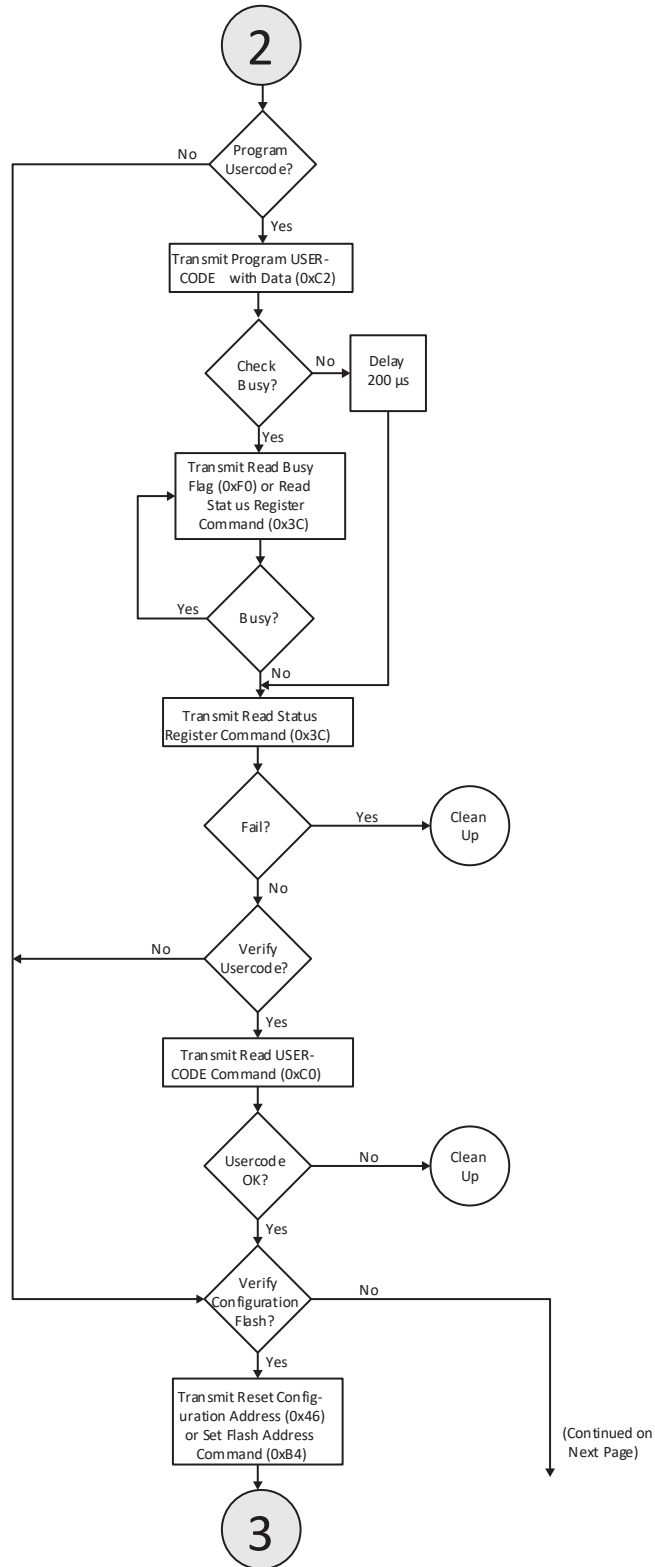 2
Program
Usercode?
No
Yes
Transmit Program USER-
CODE with Data (0xC2)
Check
Busy?
No
Delay
200 µs
Yes
Transmit Read Busy
Flag (0xF0) or Read
Status Register
Command (0x3C)
Yes
Busy?
No
Transmit Read Status
Register Command (0x3C)
Fail?
Yes
Clean
Up
No
No
Verify
Usercode?
Yes
Transmit Read USER-
CODE Command (0xC0)
Usercode
OK?
No
Clean
Up
Yes
Verify
Configuration
Flash?
No
Yes
Transmit Reset Config-
uration Address (0x46)
or Set Flash Address
Command (0xB4)
(Continued on
Next Page)
3